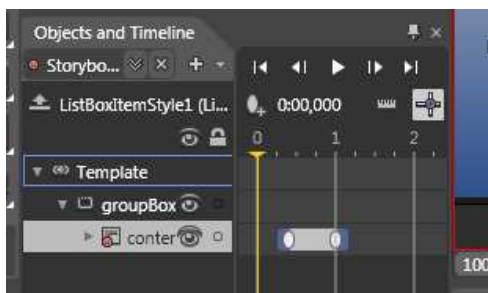 Objects and Timeline
Storybo...
0:00,000
ListBoxItemStyle1 (Li...
0 1 2
Template
groupBox
conter
100